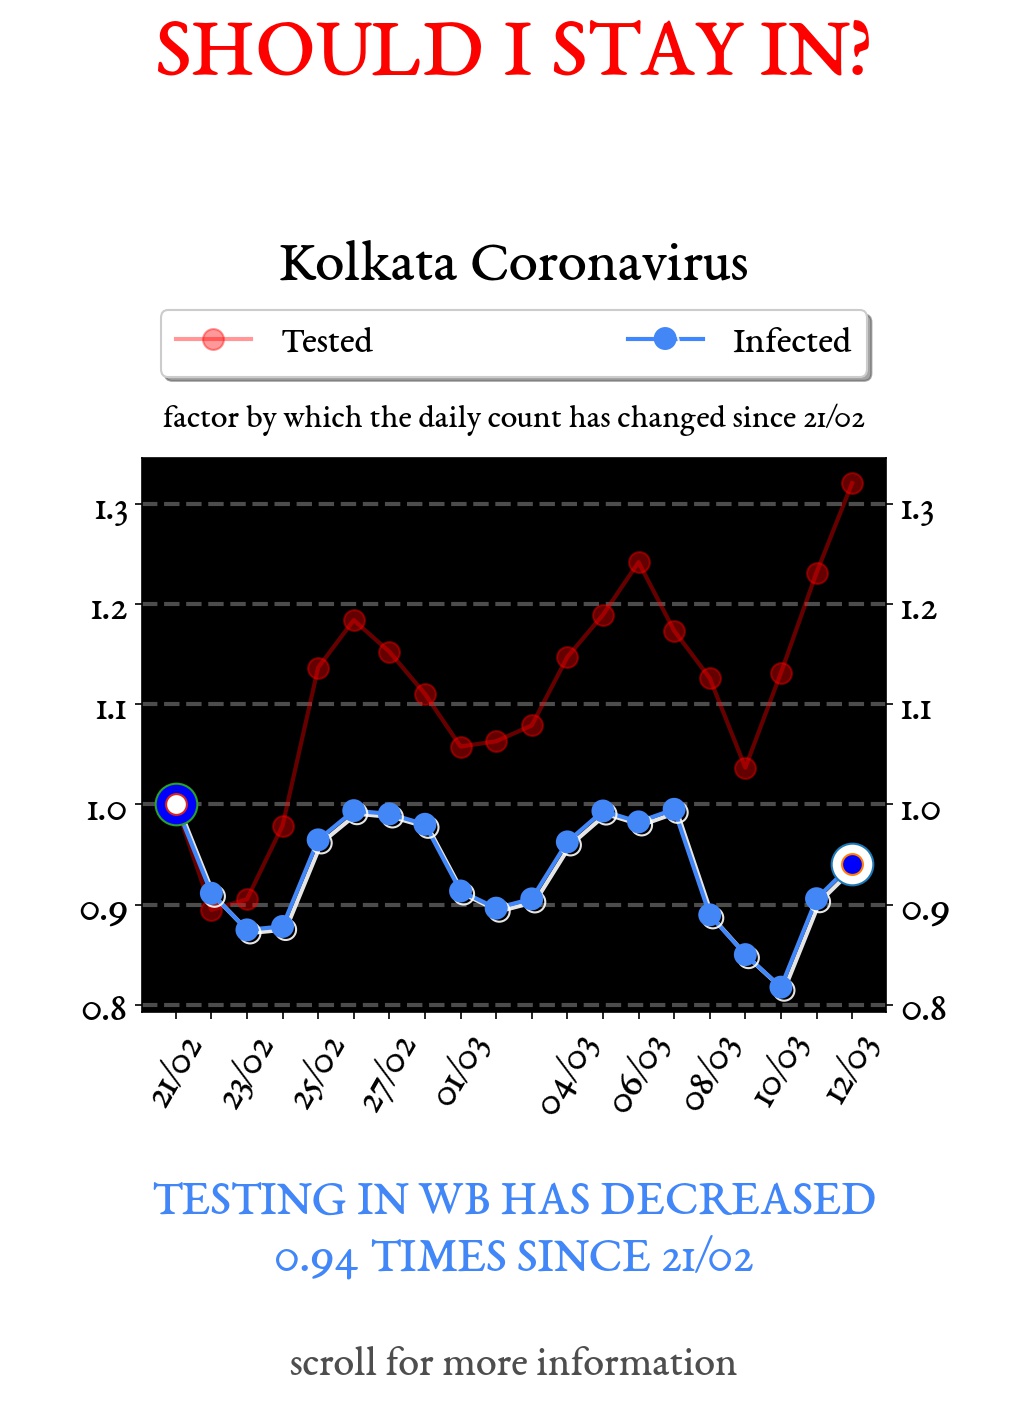 SHOULD I STAY IN?
Kolkata Coronavirus
Tested Infected
factor by which the daily count has changed since 21/02
1.3 1.3
1.2 1.2
1.1 1.1
1.0 1.0
0.9 0.9
0.8 0.8
21/02 23/02 25/02 27/02 01/03 04/03 06/03 08/03 10/03 12/03
TESTING IN WB HAS DECREASED
0.94 TIMES SINCE 21/02
scroll for more information